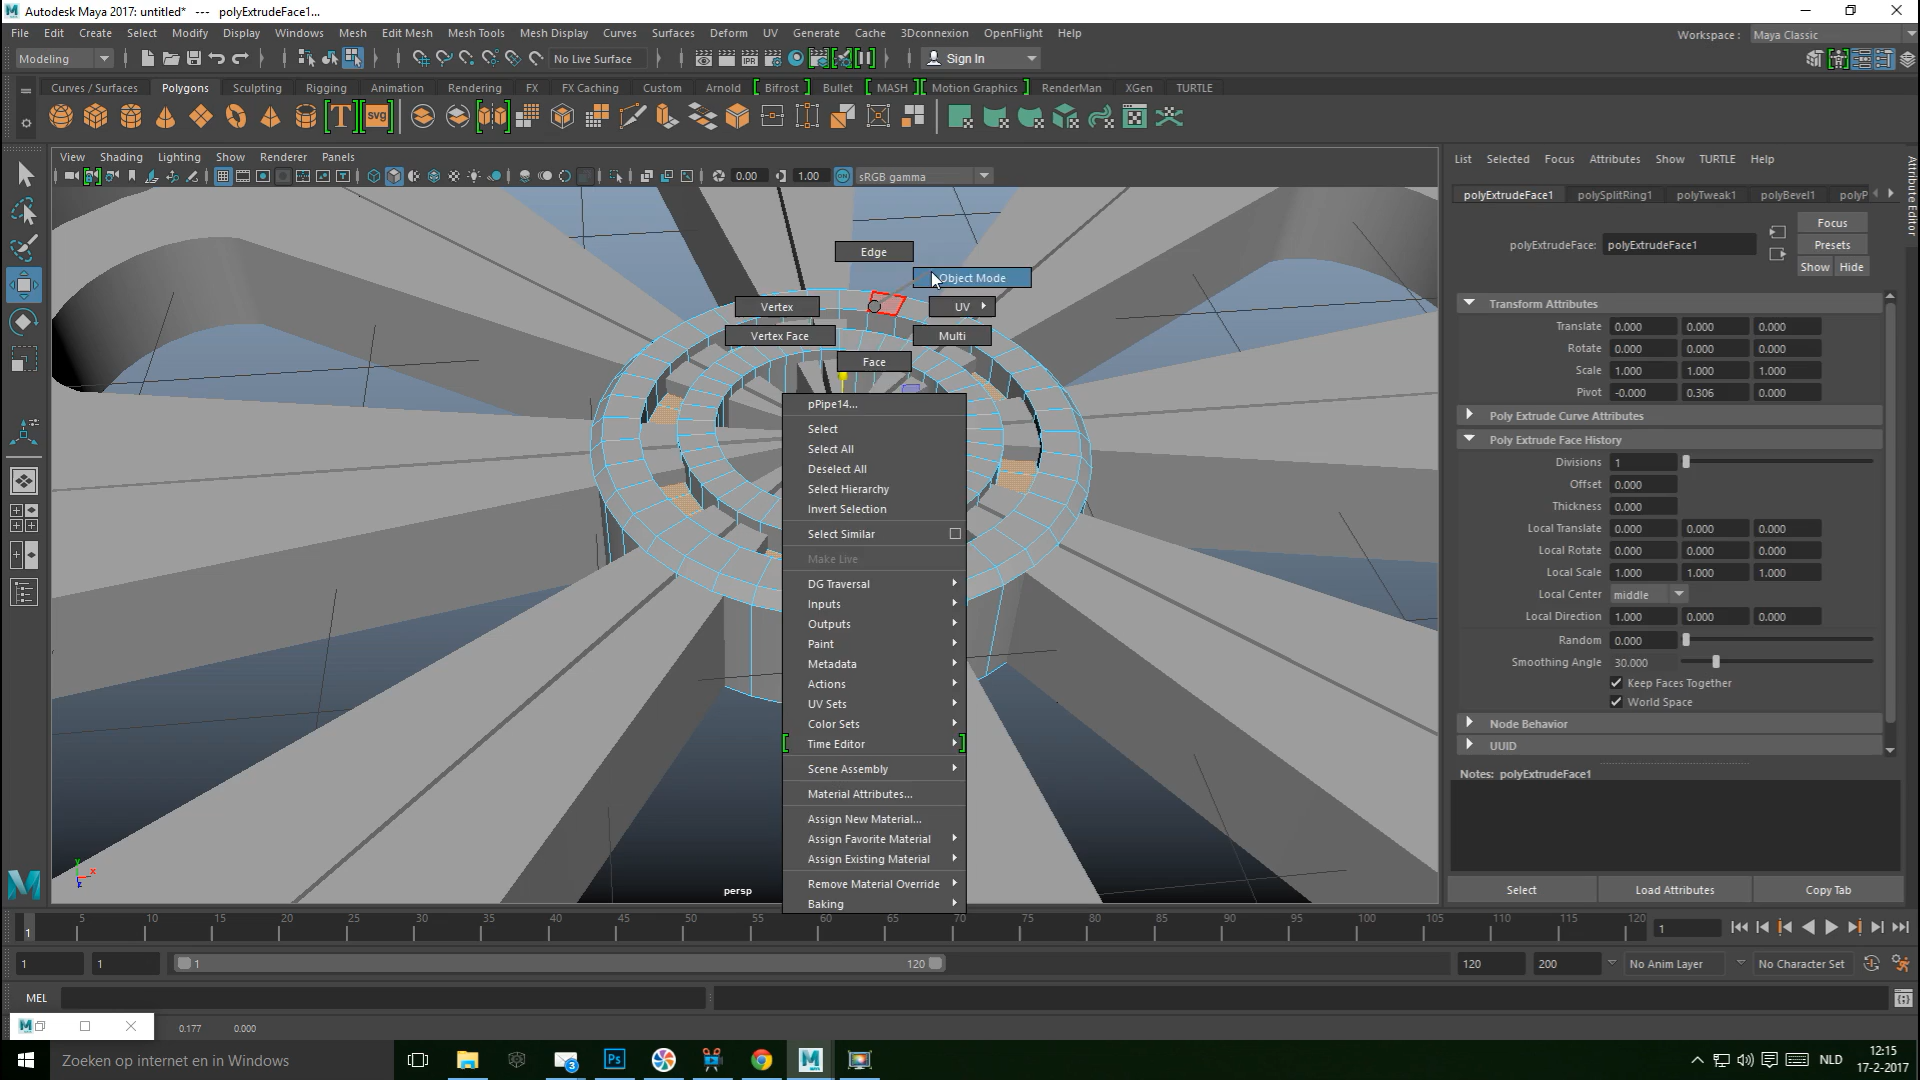 Autodesk Maya 2017: untitled* --- polyExtrudeFace1...
File Edit Create Select Modify Display Windows Mesh Edit Mesh Mesh Tools Mesh Display Curves Surfaces Deform UV Generate Cache 3Dconnexion OpenFlight Help
Workspace : Maya Classic
Modeling
No Live Surface
Sign In
Curves / Surfaces Polygons Sculpting Rigging Animation Rendering FX FX Caching Custom Arnold Bifrost Bullet MASH Motion Graphics RenderMan XGen TURTLE
T svg
View Shading Lighting Show Renderer Panels
IPR
0.00 1.00 sRGB gamma
List Selected Focus Attributes Show TURTLE Help
Attribute Editor
polyExtrudeFace1 polySplitRing1 polyTweak1 polyBevel1 polyP
polyExtrudeFace: polyExtrudeFace1
Focus
Presets
Show Hide
Transform Attributes
Translate 0.000 0.000 0.000
Rotate 0.000 0.000 0.000
Scale 1.000 1.000 1.000
Pivot -0.000 0.306 0.000
Poly Extrude Curve Attributes
Poly Extrude Face History
Divisions 1
Offset 0.000
Thickness 0.000
Local Translate 0.000 0.000 0.000
Local Rotate 0.000 0.000 0.000
Local Scale 1.000 1.000 1.000
Local Center middle
Local Direction 1.000 0.000 0.000
Random 0.000
Smoothing Angle 30.000
Keep Faces Together
World Space
Node Behavior
UUID
Notes: polyExtrudeFace1
Select Load Attributes Copy Tab
Edge
Object Mode
Vertex
UV
Vertex Face
Multi
Face
pPipe14...
Select
Select All
Deselect All
Select Hierarchy
Invert Selection
Select Similar
Make Live
DG Traversal
Inputs
Outputs
Paint
Metadata
Actions
UV Sets
Color Sets
Time Editor
Scene Assembly
Material Attributes...
Assign New Material...
Assign Favorite Material
Assign Existing Material
Remove Material Override
Baking
persp
y x z
1 5 10 15 20 25 30 35 40 45 50 55 60 65 70 75 80 85 90 95 100 105 110 115 120
1
1 1 1 120 120 200 No Anim Layer No Character Set
MEL
0.177 0.000
Zoeken op internet en in Windows
3
Ps
M
NLD
12:15
17-2-2017